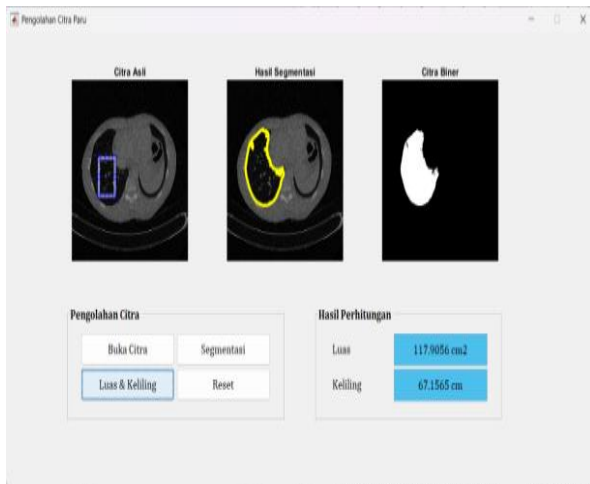 Pengolahan Citra Paru
Citra Asli
Hasil Segmentasi
Citra Biner
Pengolahan Citra
Buka Citra
Segmentasi
Luas & Keliling
Reset
Hasil Perhitungan
Luas
117.9056 cm2
Keliling
67.1565 cm